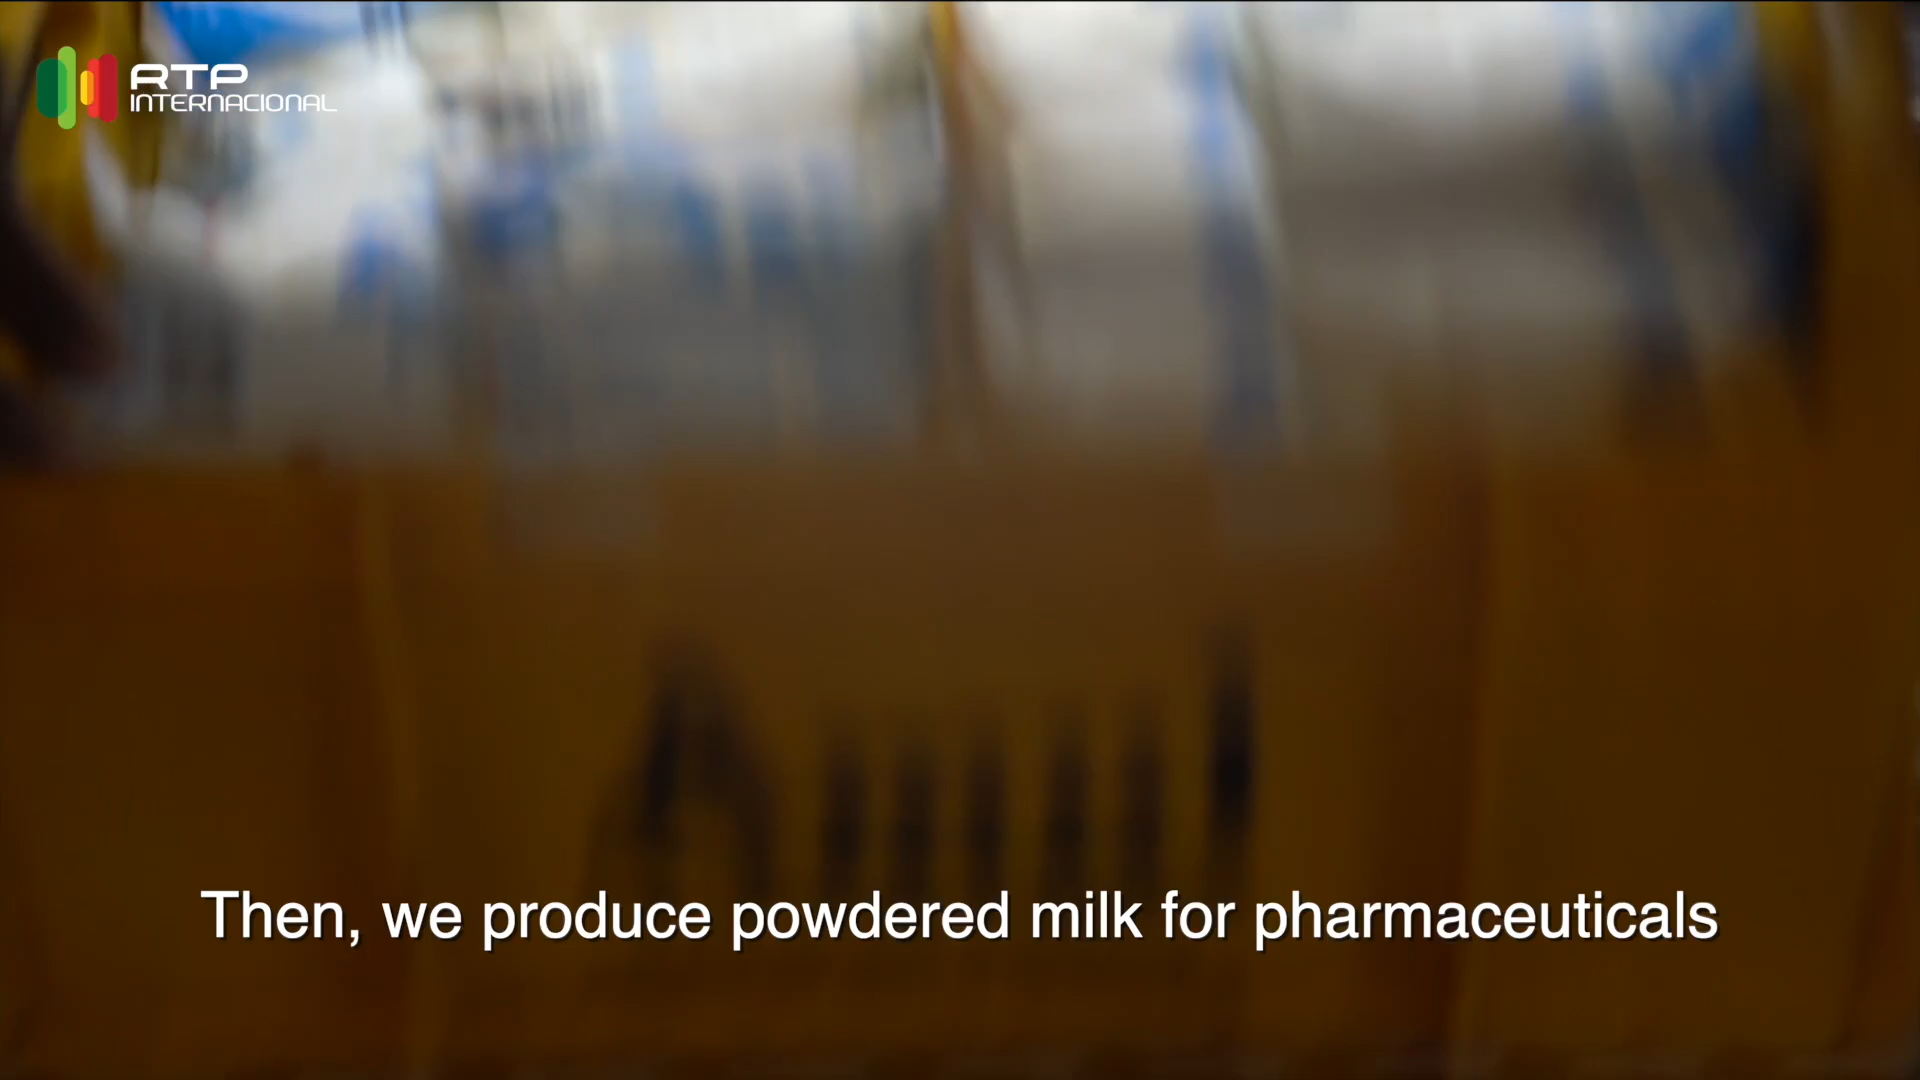 RTP
INTERNACIONAL
Then, we produce powdered milk for pharmaceuticals